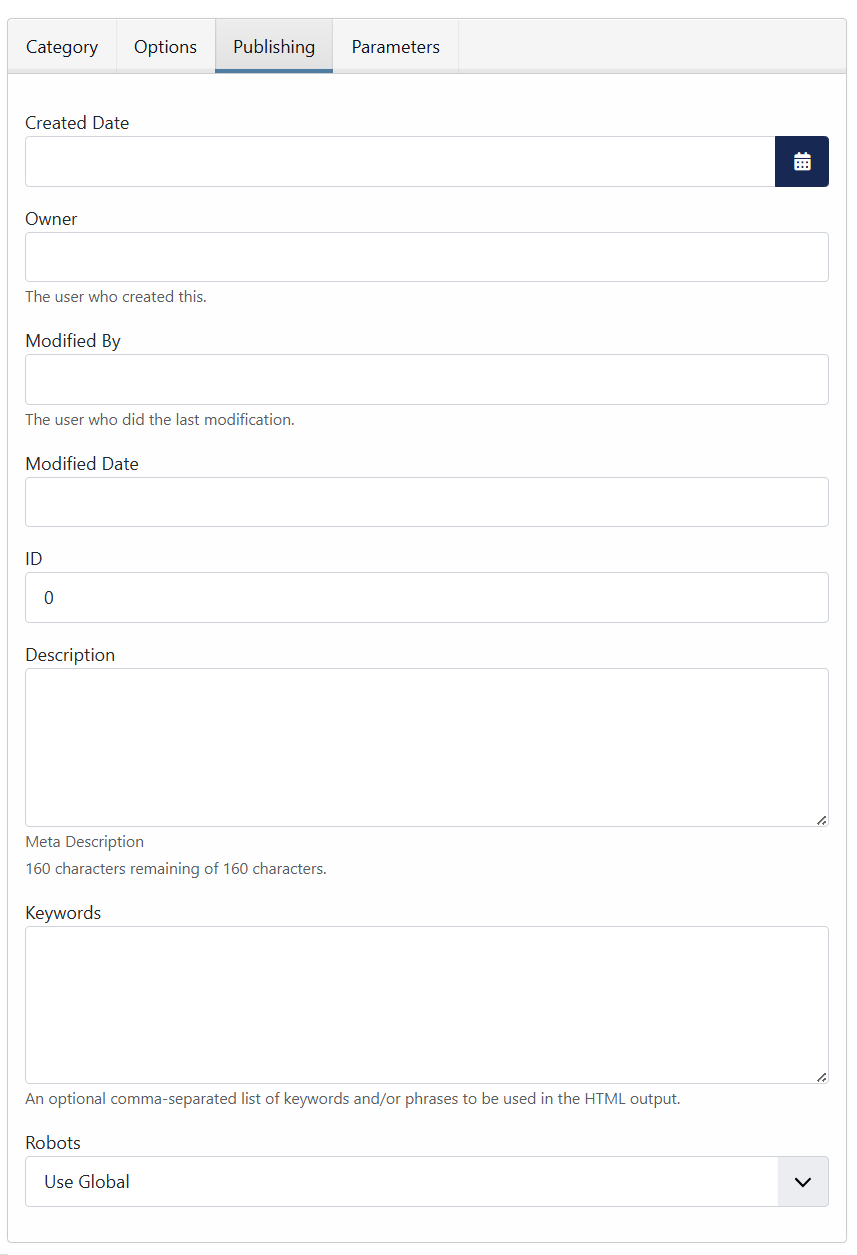 Category Options Publishing Parameters
Created Date
Owner
The user who created this.
Modified By
The user who did the last modification.
Modified Date
ID
0
Description
Meta Description
160 characters remaining of 160 characters.
Keywords
An optional comma-separated list of keywords and/or phrases to be used in the HTML output.
Robots
Use Global